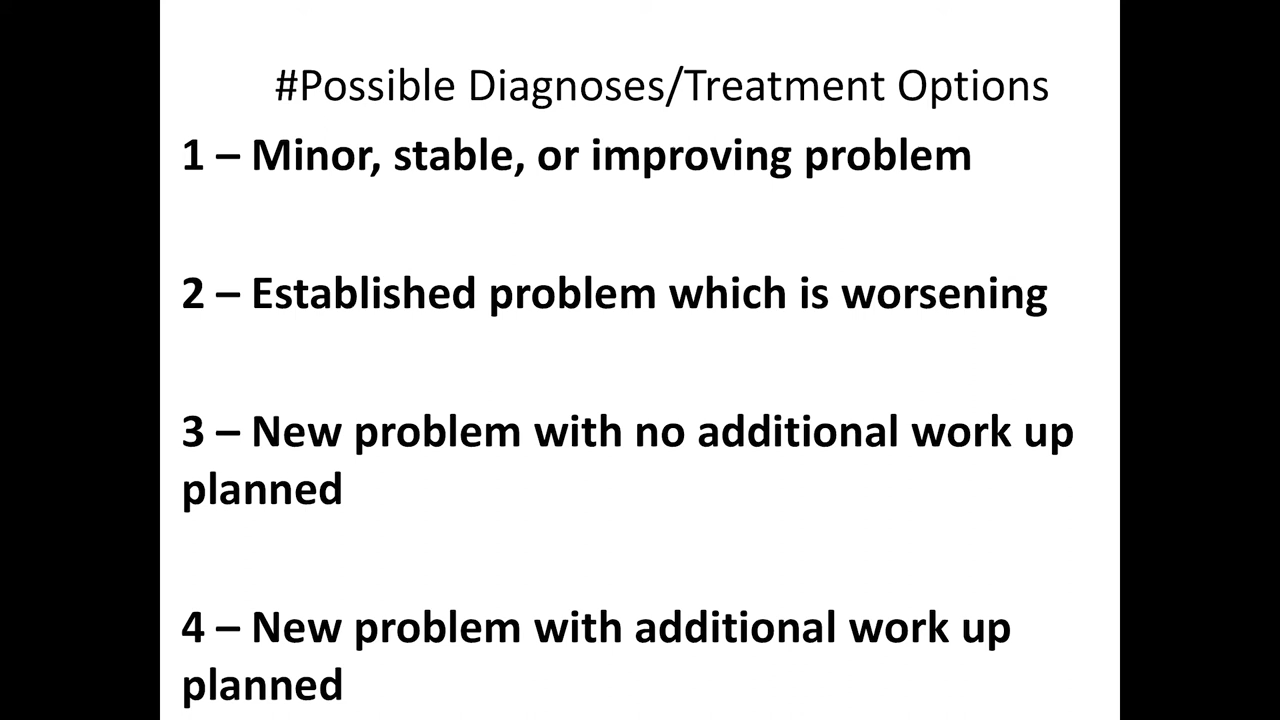 #Possible Diagnoses/Treatment Options
1 – Minor, stable, or improving problem
2 – Established problem which is worsening
3 – New problem with no additional work up
planned
4 – New problem with additional work up
planned